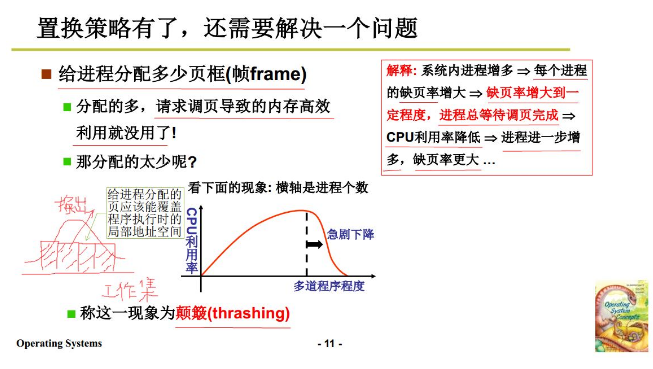 置换策略有了，还需要解决一个问题
给进程分配多少页框(帧frame)
分配的多，请求调页导致的内存高效
利用就没用了!
那分配的太少呢?
解释: 系统内进程增多 ⇒ 每个进程
的缺页率增大 ⇒ 缺页率增大到一
定程度，进程总等待调页完成 ⇒
CPU利用率降低 ⇒ 进程进一步增
多，缺页率更大 …
看下面的现象: 横轴是进程个数
给进程分配的
页应该能覆盖
程序执行时的
局部地址空间
CPU利用率
急剧下降
多道程序程度
工作集
称这一现象为颠簸(thrashing)
Operating Systems
- 11 -
Operating
System
Concepts